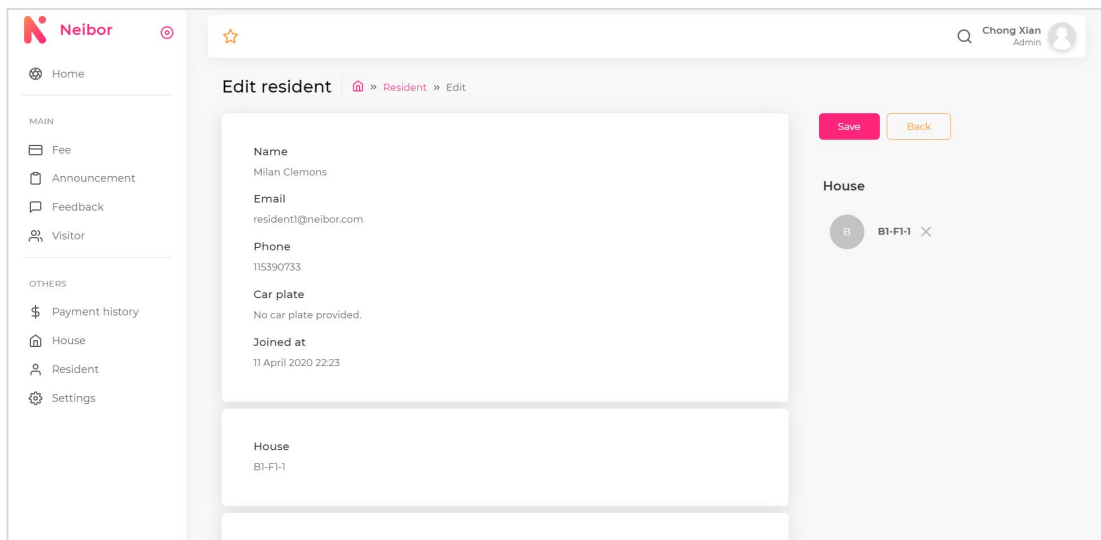 Neibor
Home
MAIN
Fee
Announcement
Feedback
Visitor
OTHERS
Payment history
House
Resident
Settings
Chong Xian
Admin
Edit resident
» Resident » Edit
Name
Milan Clemons
Email
resident1@neibor.com
Phone
115390733
Car plate
No car plate provided.
Joined at
11 April 2020 22:23
House
B1-F1-1
Save
Back
House
B
B1-F1-1